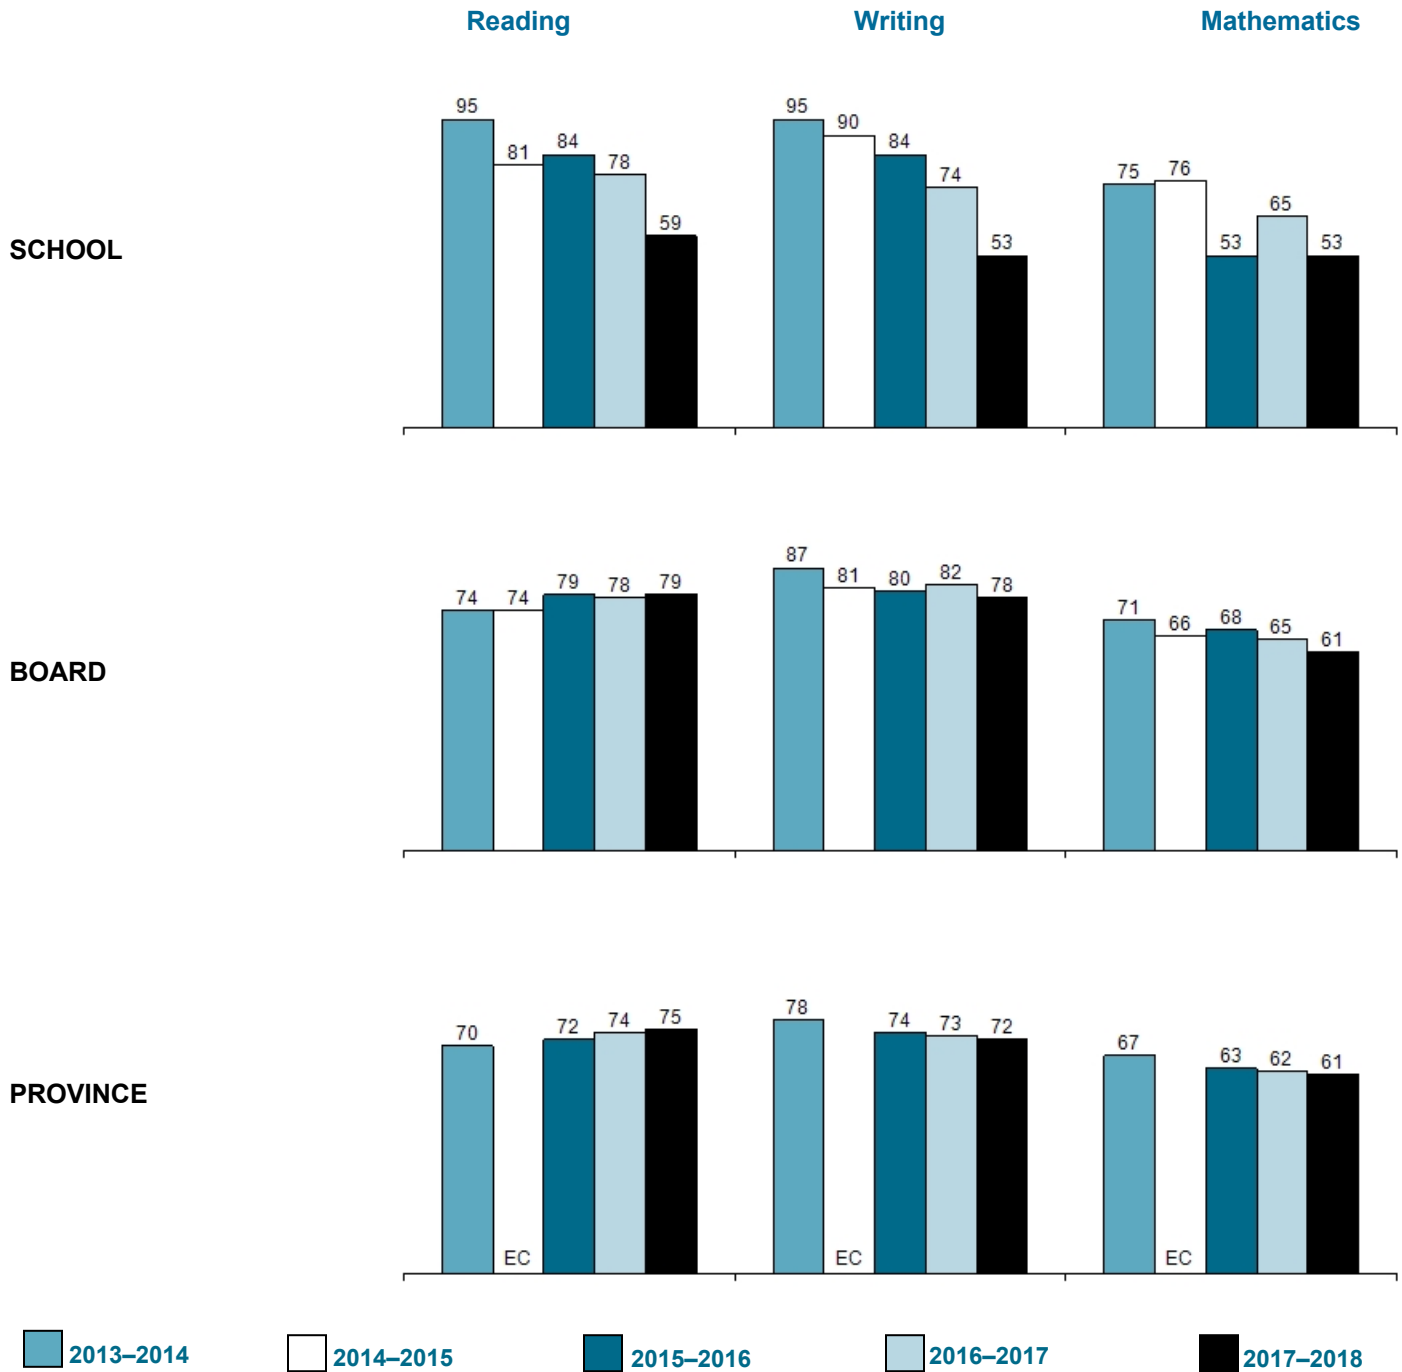 Reading Writing Mathematics
SCHOOL
95 81 84 78 59
95 90 84 74 53
75 76 53 65 53
BOARD
74 74 79 78 79
87 81 80 82 78
71 66 68 65 61
PROVINCE
70 EC 72 74 75
78 EC 74 73 72
67 EC 63 62 61
2013–2014 2014–2015 2015–2016 2016–2017 2017–2018